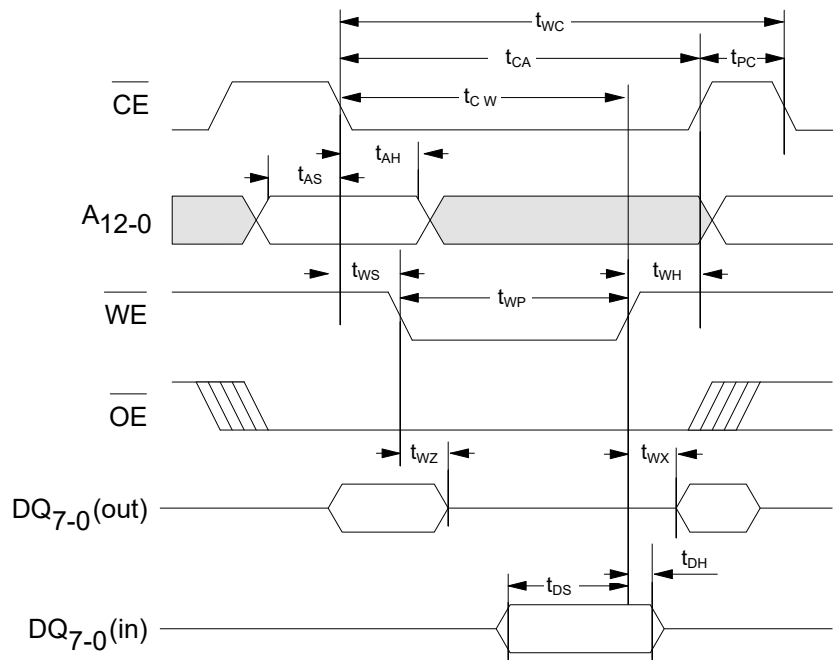 tWC
tCA
tPC
CE
tCW
tAH
tAS
A12-0
tWS
tWH
tWP
WE
OE
tWZ
tWX
DQ7-0(out)
tDH
tDS
DQ7-0(in)